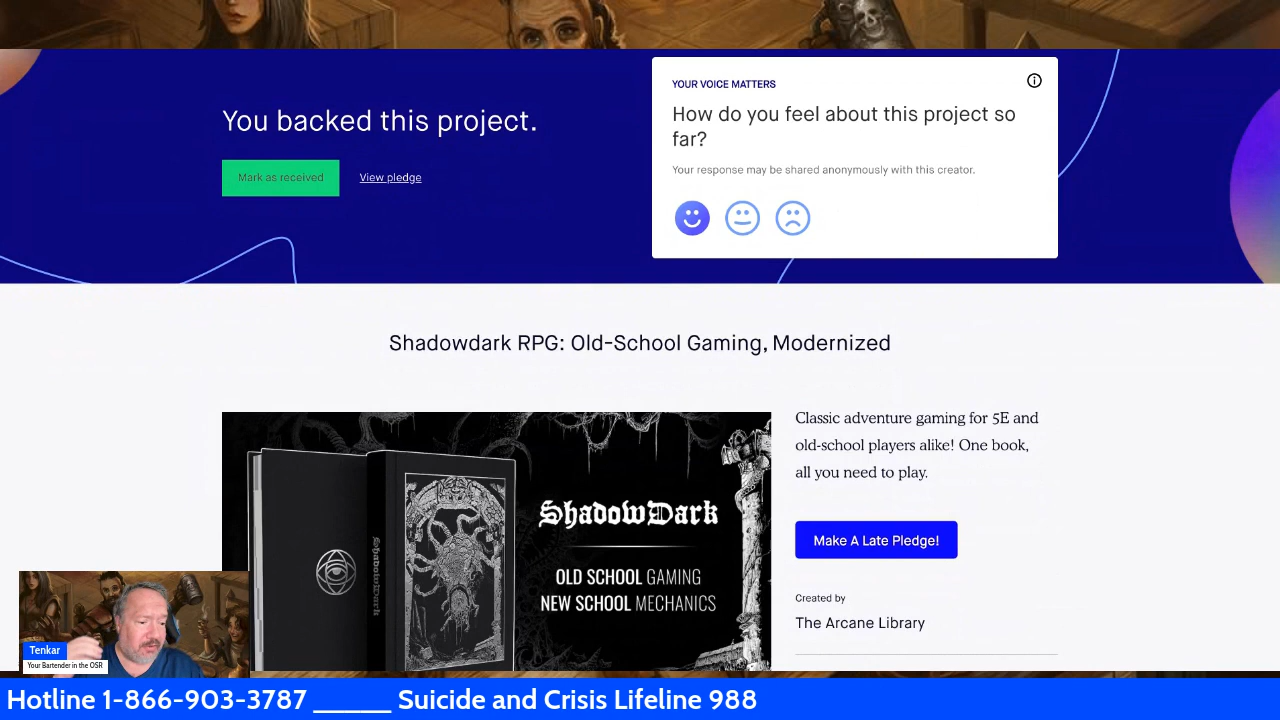 You backed this project.
Mark as received
View pledge
YOUR VOICE MATTERS
How do you feel about this project so
far?
Your response may be shared anonymously with this creator.
Shadowdark RPG: Old-School Gaming, Modernized
ShadowDark
ShadowDark
OLD SCHOOL GAMING
NEW SCHOOL MECHANICS
Classic adventure gaming for 5E and
old-school players alike! One book,
all you need to play.
Make A Late Pledge!
Created by
The Arcane Library
Tenkar
Your Bartender in the OSR
Hotline 1-866-903-3787 ______ Suicide and Crisis Lifeline 988